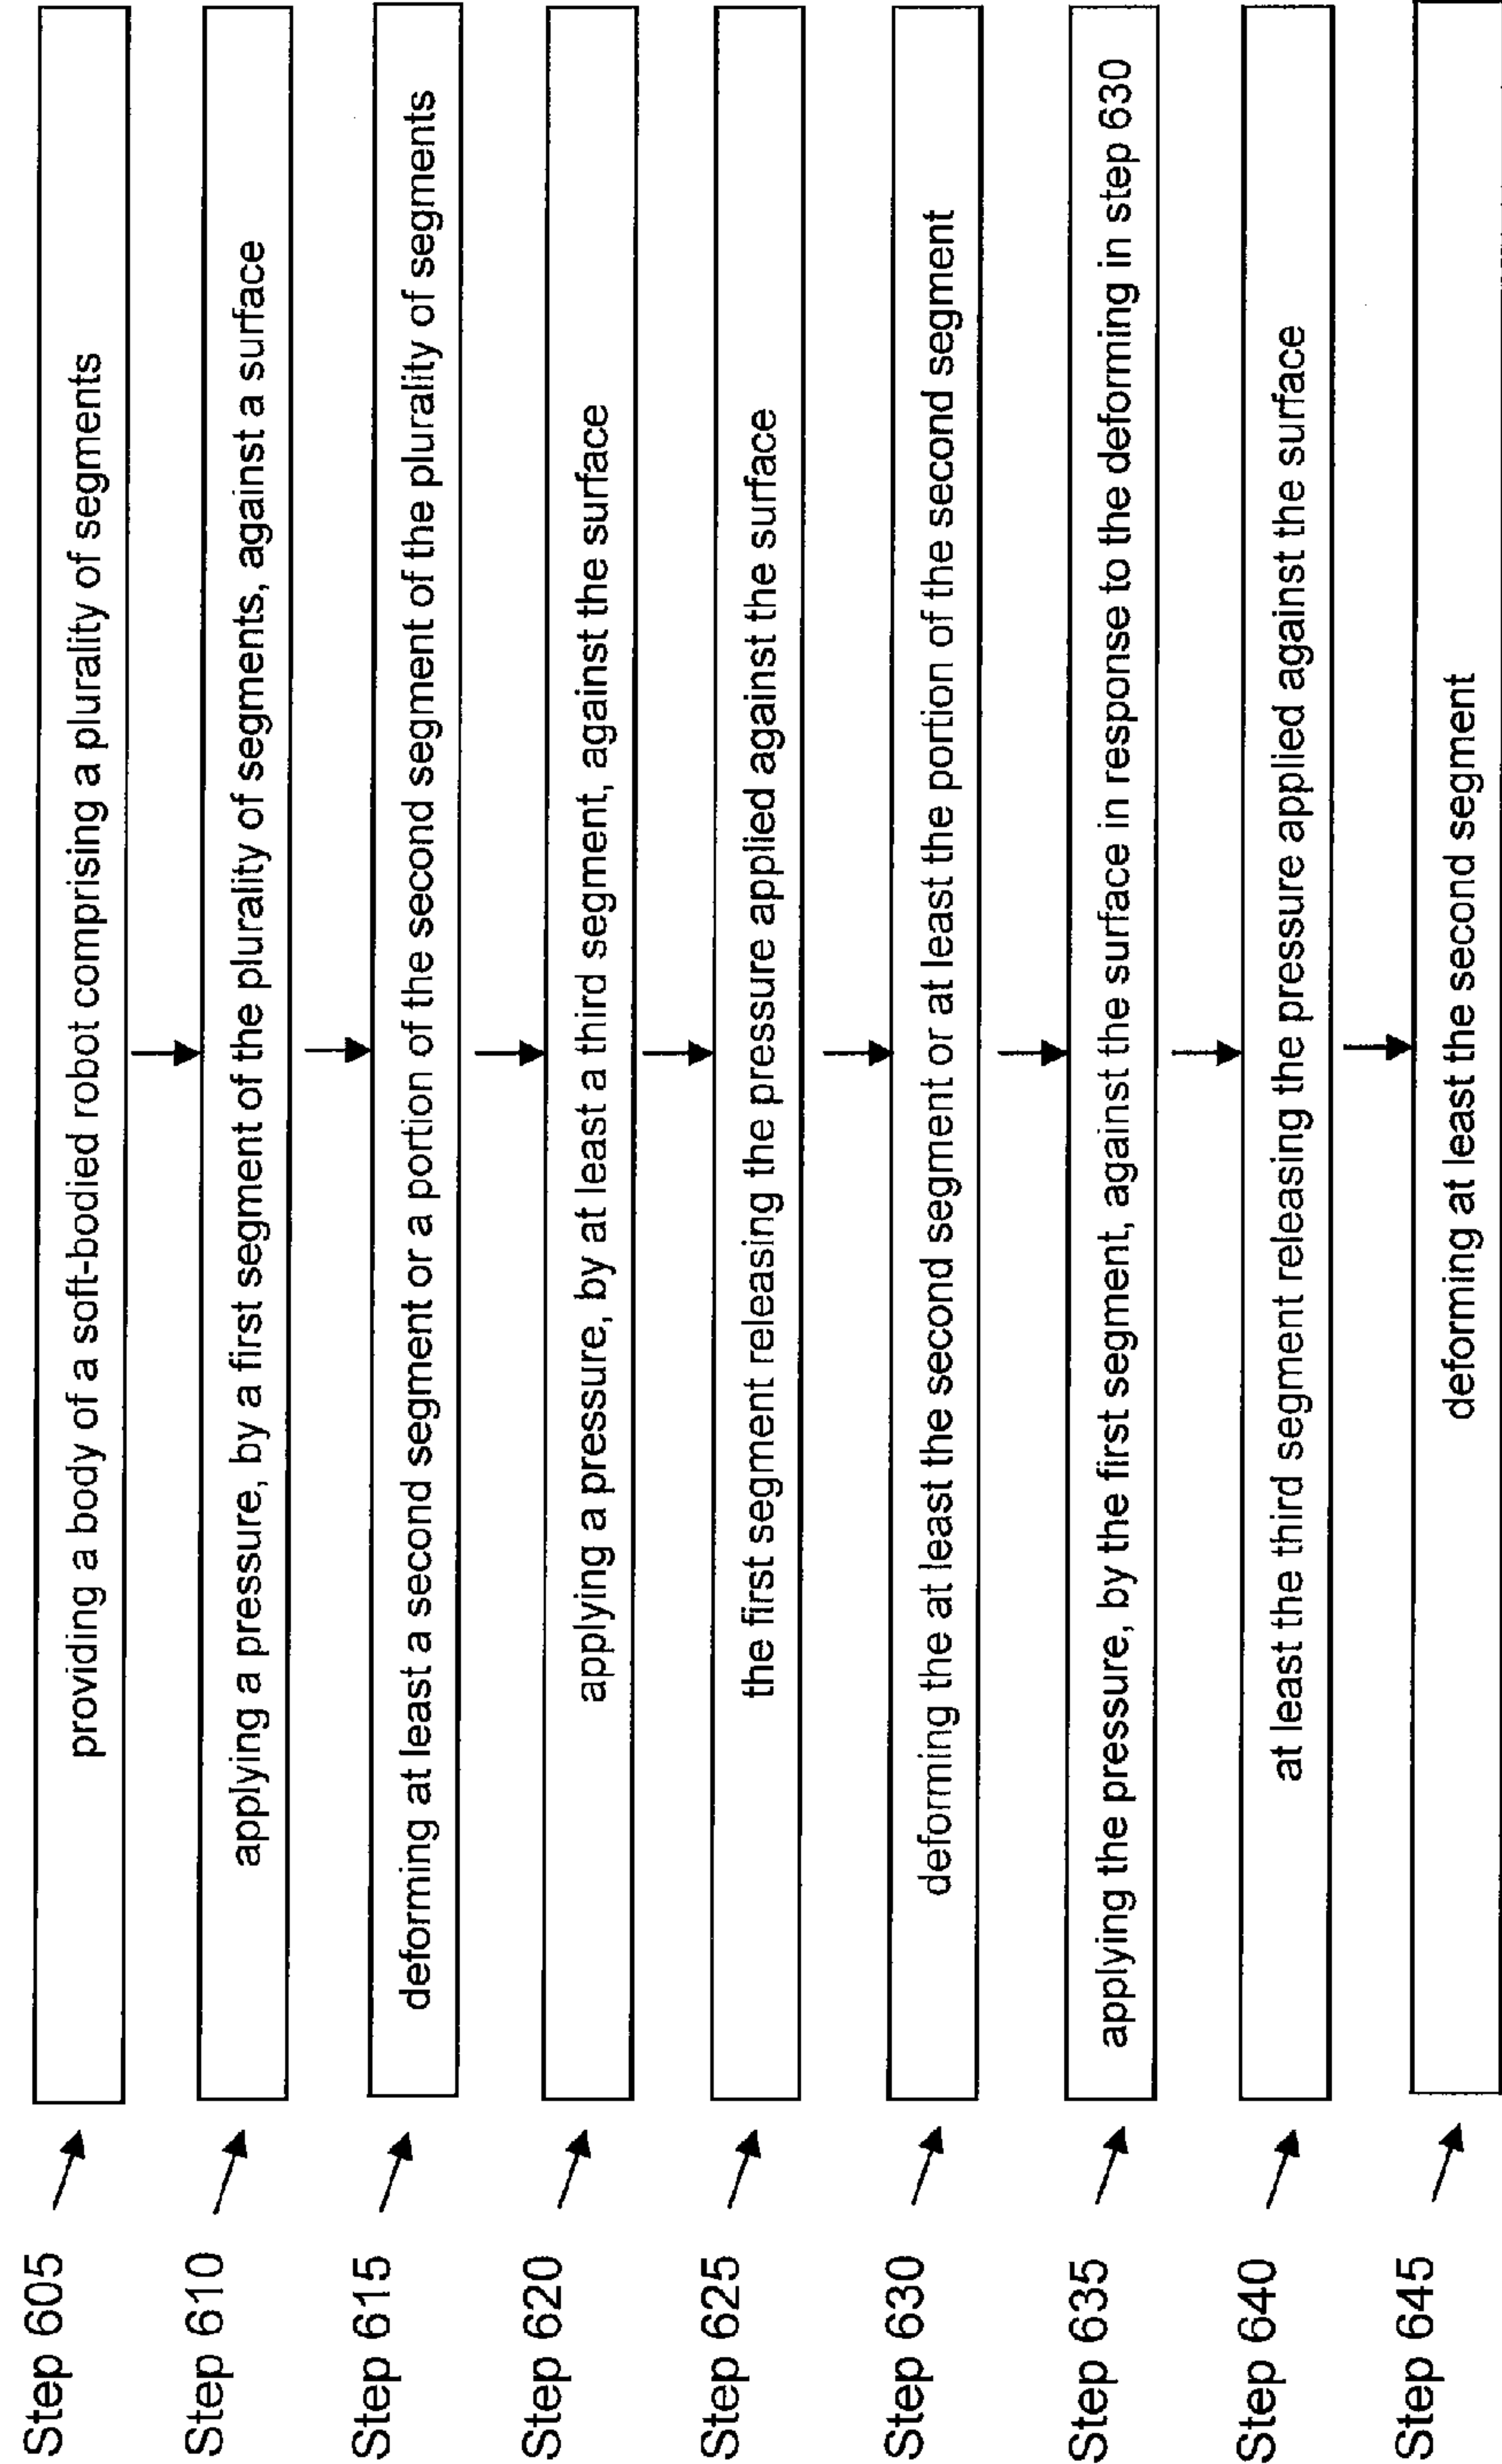 Step 605
providing a body of a soft-bodied robot comprising a plurality of segments
Step 610
applying a pressure, by a first segment of the plurality of segments, against a surface
Step 615
deforming at least a second segment or a portion of the second segment of the plurality of segments
Step 620
applying a pressure, by at least a third segment, against the surface
Step 625
the first segment releasing the pressure applied against the surface
Step 630
deforming the at least the second segment or at least the portion of the second segment
Step 635
applying the pressure, by the first segment, against the surface in response to the deforming in step 630
Step 640
at least the third segment releasing the pressure applied against the surface
Step 645
deforming at least the second segment